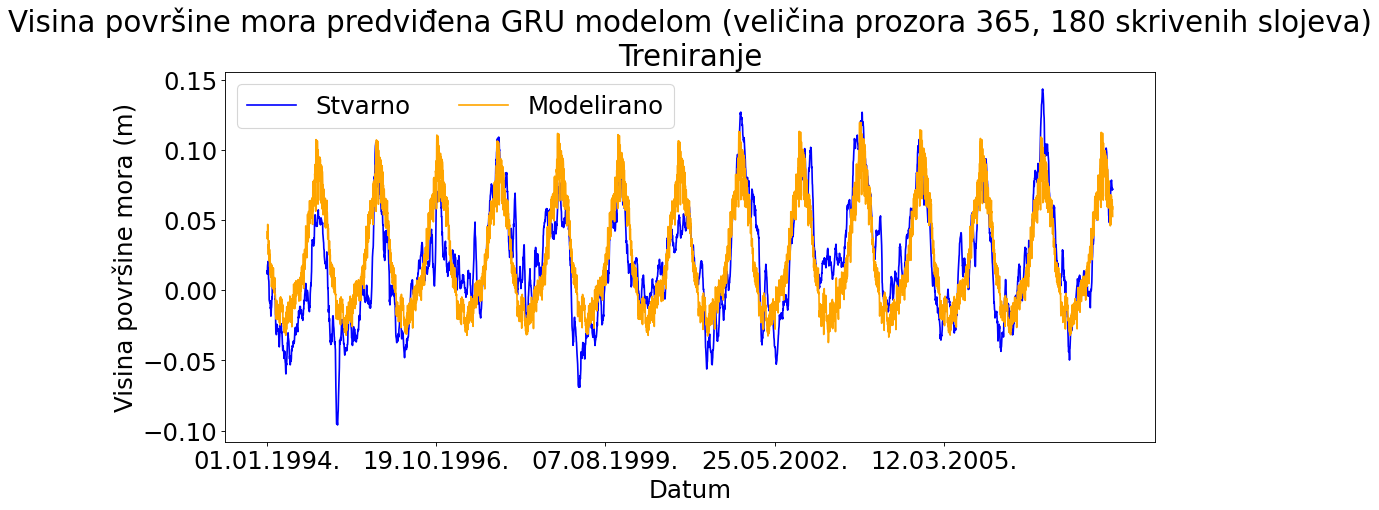 Visina površine mora predviđena GRU modelom (veličina prozora 365, 180 skrivenih slojeva)
Treniranje
Stvarno
Modelirano
Visina površine mora (m)
0.15
0.10
0.05
0.00
−0.05
−0.10
01.01.1994.
19.10.1996.
07.08.1999.
25.05.2002.
12.03.2005.
Datum